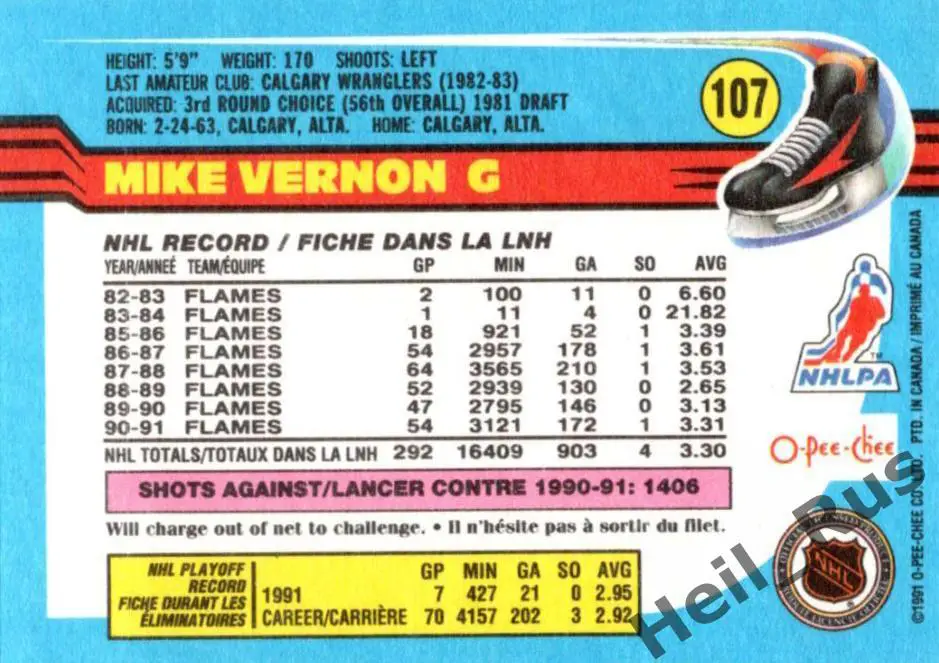 HEIGHT: 5'9" WEIGHT: 170 SHOOTS: LEFT
LAST AMATEUR CLUB: CALGARY WRANGLERS (1982-83)
ACQUIRED: 3rd ROUND CHOICE (56th OVERALL) 1981 DRAFT
BORN: 2-24-63, CALGARY, ALTA. HOME: CALGARY, ALTA.
107
MIKE VERNON G
NHL RECORD / FICHE DANS LA LNH
YEAR/ANNEÉ TEAM/ÉQUIPE GP MIN GA SO AVG
82-83 FLAMES 2 100 11 0 6.60
83-84 FLAMES 1 11 4 0 21.82
85-86 FLAMES 18 921 52 1 3.39
86-87 FLAMES 54 2957 178 1 3.61
87-88 FLAMES 64 3565 210 1 3.53
88-89 FLAMES 52 2939 130 0 2.65
89-90 FLAMES 47 2795 146 0 3.13
90-91 FLAMES 54 3121 172 1 3.31
NHL TOTALS/TOTAUX DANS LA LNH 292 16409 903 4 3.30
SHOTS AGAINST/LANCER CONTRE 1990-91: 1406
Will charge out of net to challenge. • Il n'hésite pas à sortir du filet.
NHL PLAYOFF
RECORD
FICHE DURANT LES
ÉLIMINATOIRES
GP MIN GA SO AVG
1991 7 427 21 0 2.95
CAREER/CARRIÈRE 70 4157 202 3 2.92
TM
NHLPA
O-Pee-Chee
NHL
©1991 O-PEE-CHEE CO. LTD. PTD. IN CANADA / IMPRIMÉ AU CANADA
Heil_Rus